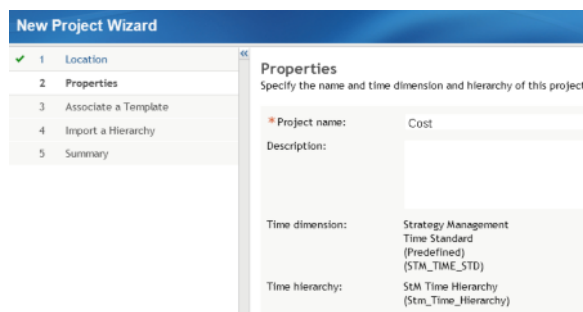 New Project Wizard
1 Location
2 Properties
3 Associate a Template
4 Import a Hierarchy
5 Summary
Properties
Specify the name and time dimension and hierarchy of this project
*Project name: Cost
Description:
Time dimension: Strategy Management
Time Standard
(Predefined)
(STM_TIME_STD)
Time hierarchy: StM Time Hierarchy
(Stm_Time_Hierarchy)